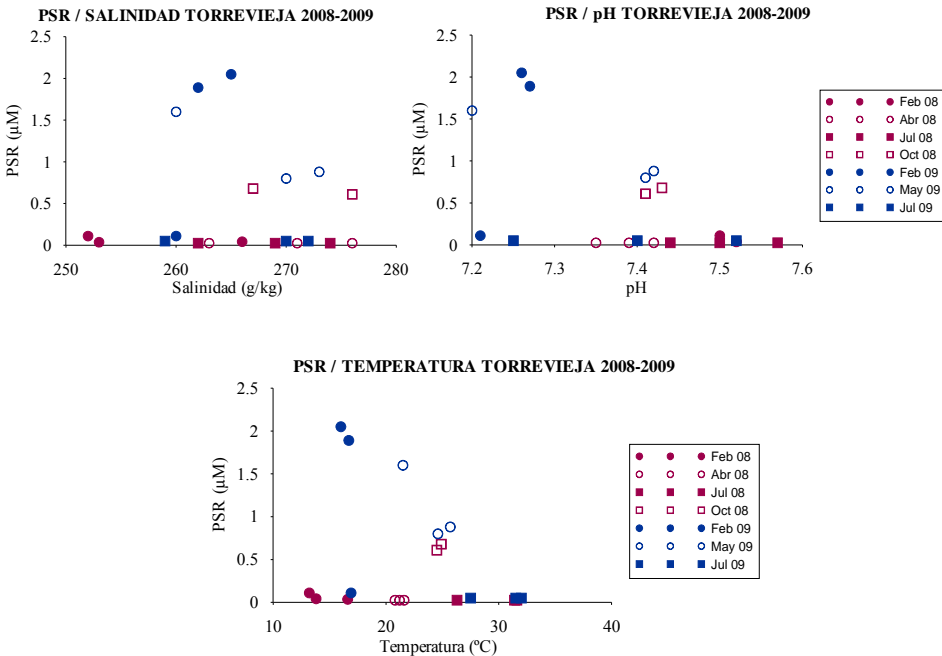 PSR / SALINIDAD TORREVIEJA 2008-2009
2.5
2
1.5
1
0.5
0
PSR (µM)
250
260
270
280
Salinidad (g/kg)
PSR / pH TORREVIEJA 2008-2009
2.5
2
1.5
1
0.5
0
PSR (µM)
7.2
7.3
7.4
7.5
7.6
pH
Feb 08
Abr 08
Jul 08
Oct 08
Feb 09
May 09
Jul 09
PSR / TEMPERATURA TORREVIEJA 2008-2009
2.5
2
1.5
1
0.5
0
PSR (µM)
10
20
30
40
Temperatura (ºC)
Feb 08
Abr 08
Jul 08
Oct 08
Feb 09
May 09
Jul 09